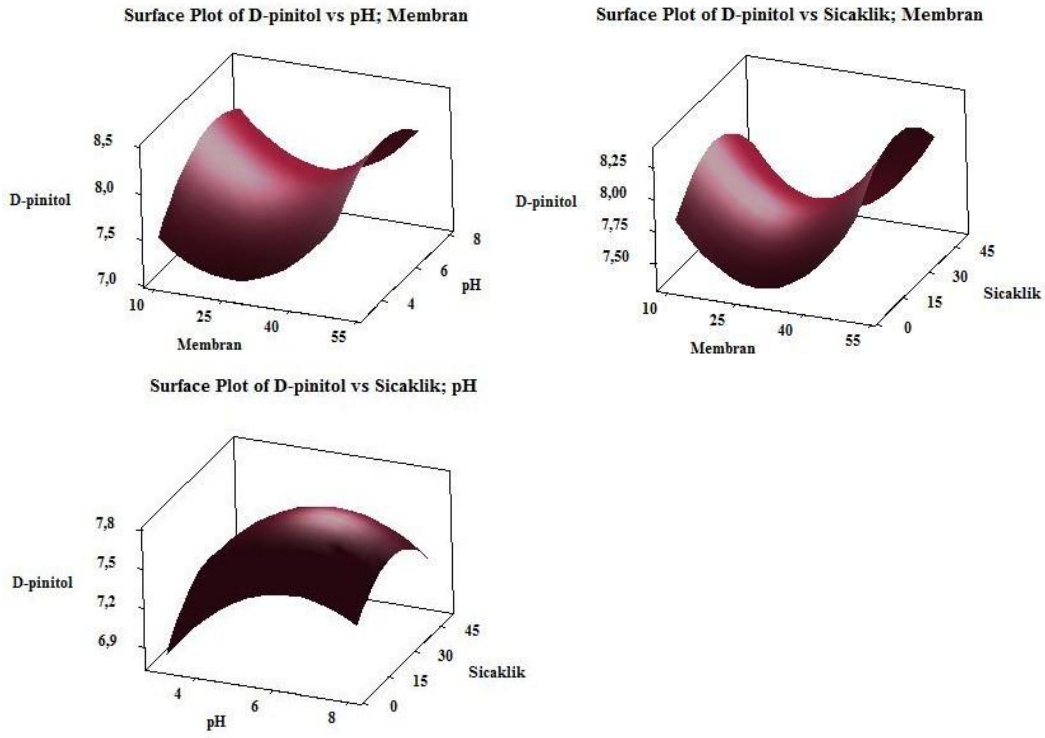 Surface Plot of D-pinitol vs pH; Membran
8,5
8,0
D-pinitol
7,5
7,0
10
25
40
55
Membran
4
6
8
pH
Surface Plot of D-pinitol vs Sicaklik; Membran
8,25
8,00
D-pinitol
7,75
7,50
10
25
40
55
Membran
0
15
30
45
Sicaklik
Surface Plot of D-pinitol vs Sicaklik; pH
7,8
7,5
D-pinitol
7,2
6,9
4
6
8
pH
0
15
30
45
Sicaklik